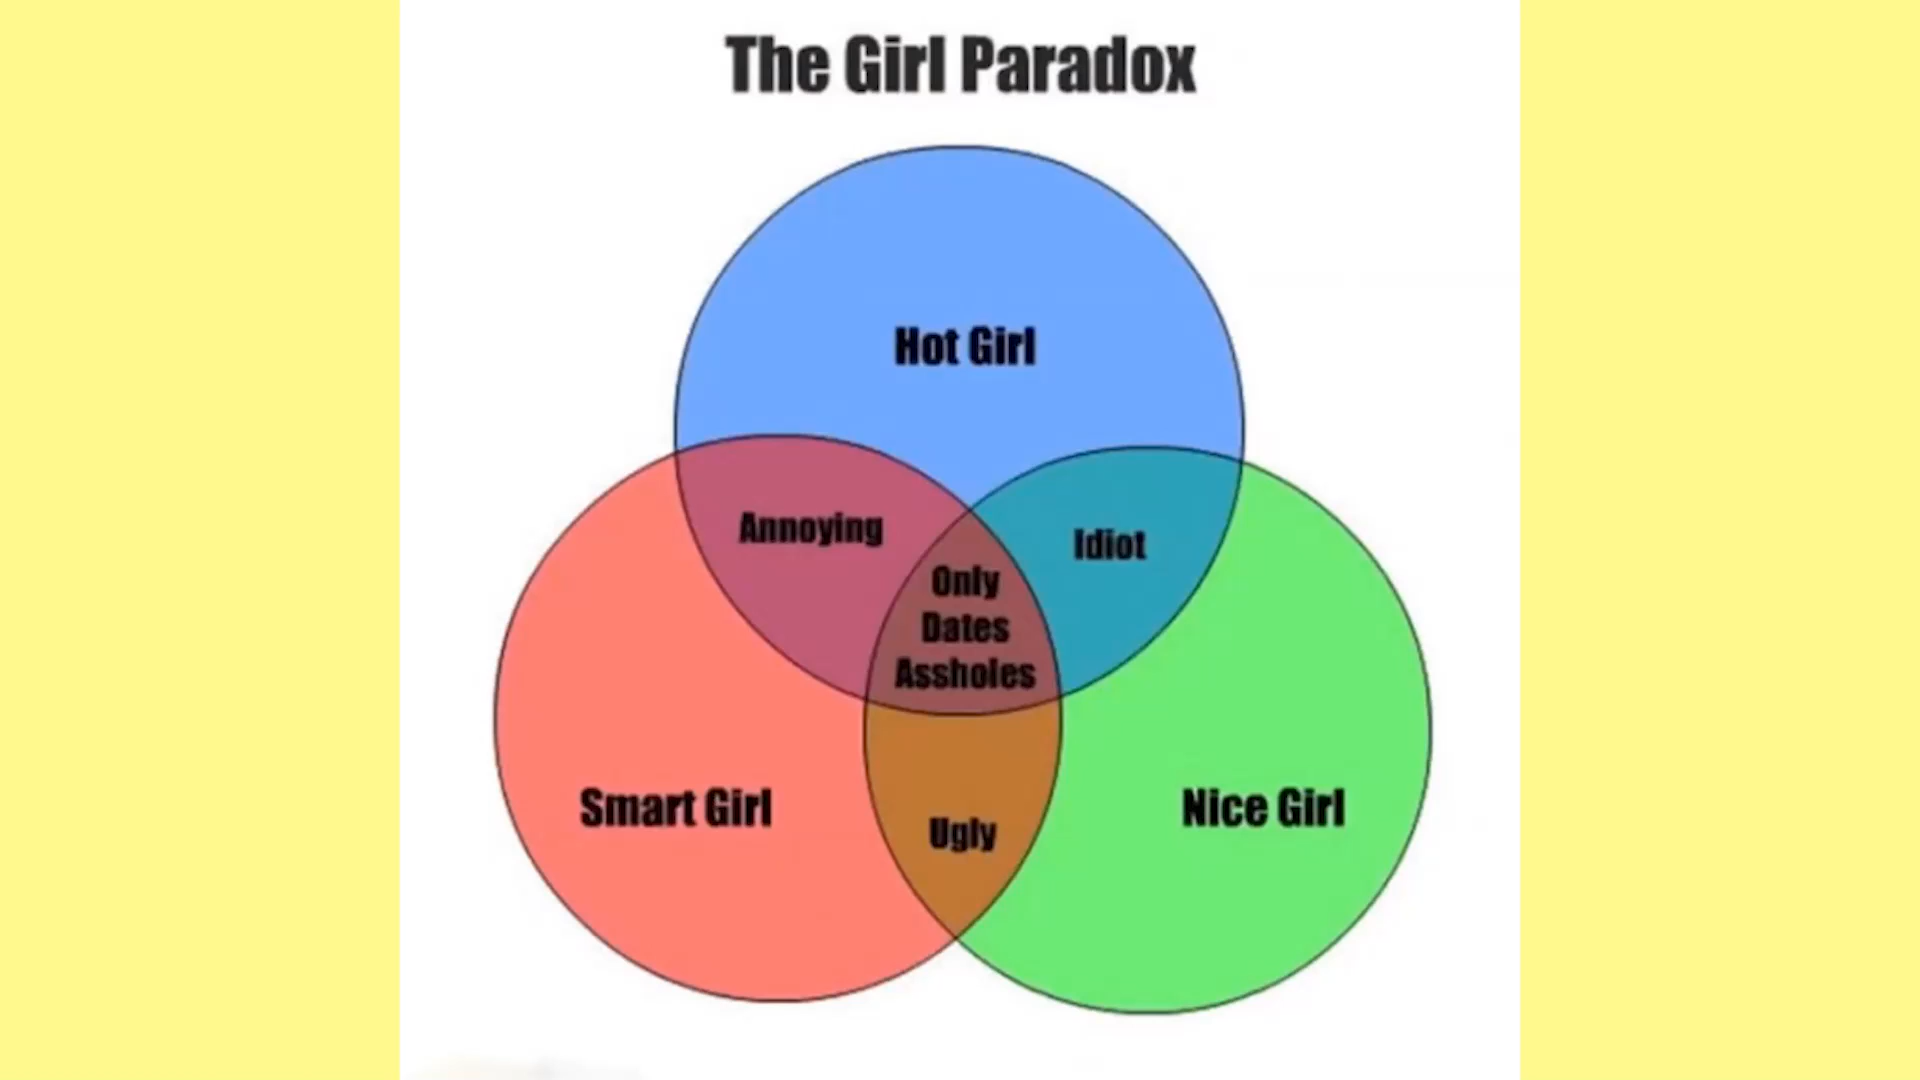 The Girl Paradox
Hot Girl
Annoying
Idiot
Only
Dates
Assholes
Smart Girl
Nice Girl
Ugly